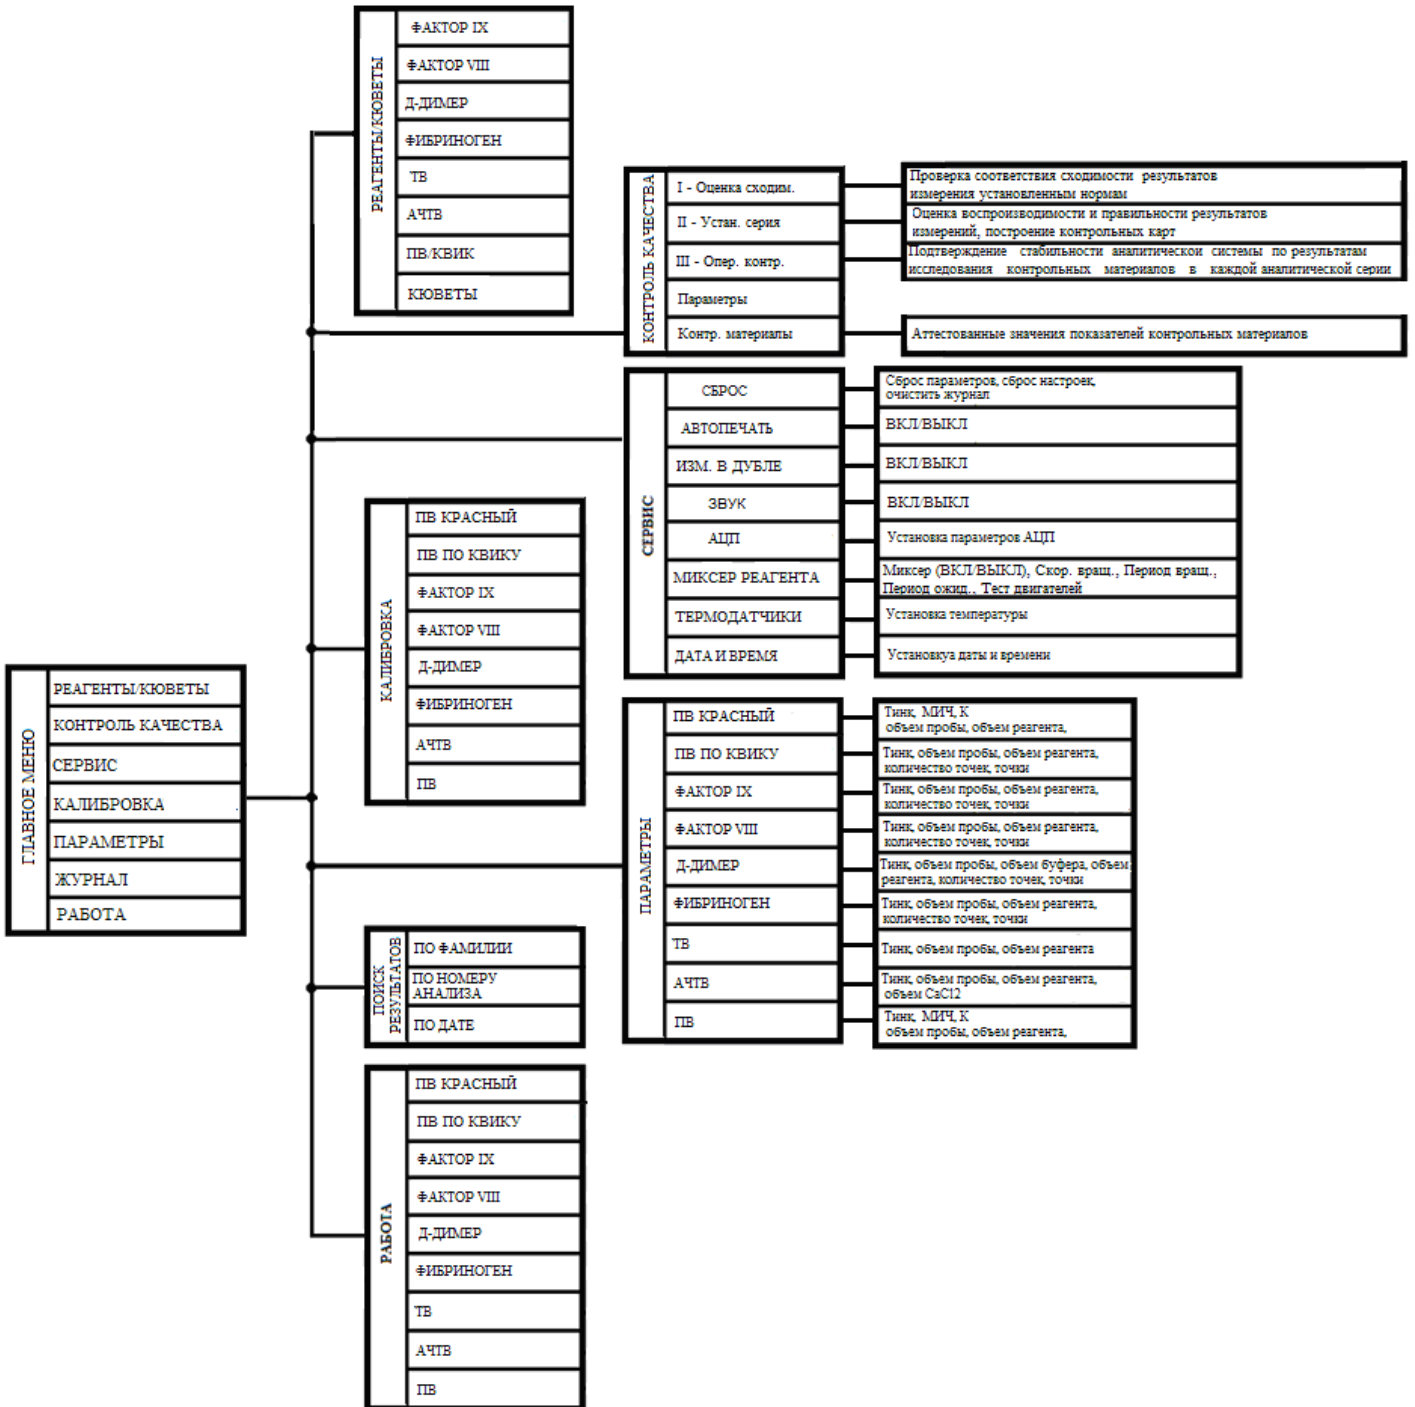 РЕАГЕНТЫ/КЮВЕТЫ
ФАКТОР IX
ФАКТОР VIII
Д-ДИМЕР
ФИБРИНОГЕН
ТВ
АЧТВ
ПВ/КВИК
КЮВЕТЫ
КОНТРОЛЬ КАЧЕСТВА
I - Оценка сходим.
Проверка соответствия сходимости результатов
измерения установленным нормам
II - Устан. серия
Оценка воспроизводимости и правильности результатов
измерений, построение контрольных карт
III - Опер. контр.
Подтверждение стабильности аналитической системы по результатам
исследования контрольных материалов в каждой аналитической серии
Параметры
Контр. материалы
Аттестованные значения показателей контрольных материалов
СЕРВИС
СБРОС
Сброс параметров, сброс настроек,
очистить журнал
АВТОПЕЧАТЬ
ВКЛ/ВЫКЛ
ИЗМ. В ДУБЛЕ
ВКЛ/ВЫКЛ
ЗВУК
ВКЛ/ВЫКЛ
АЦП
Установка параметров АЦП
МИКСЕР РЕАГЕНТА
Миксер (ВКЛ/ВЫКЛ), Скор. вращ., Период вращ.,
Период ожид., Тест двигателей
ТЕРМОДАТЧИКИ
Установка температуры
ДАТА И ВРЕМЯ
Установкуа даты и времени
КАЛИБРОВКА
ПВ КРАСНЫЙ
ПВ ПО КВИКУ
ФАКТОР IX
ФАКТОР VIII
Д-ДИМЕР
ФИБРИНОГЕН
АЧТВ
ПВ
ГЛАВНОЕ МЕНЮ
РЕАГЕНТЫ/КЮВЕТЫ
КОНТРОЛЬ КАЧЕСТВА
СЕРВИС
КАЛИБРОВКА
ПАРАМЕТРЫ
ЖУРНАЛ
РАБОТА
ПАРАМЕТРЫ
ПВ КРАСНЫЙ
Тинк, МИЧ, К
объем пробы, объем реагента,
ПВ ПО КВИКУ
Тинк, объем пробы, объем реагента,
количество точек, точки
ФАКТОР IX
Тинк, объем пробы, объем реагента,
количество точек, точки
ФАКТОР VIII
Тинк, объем пробы, объем реагента,
количество точек, точки
Д-ДИМЕР
Тинк, объем пробы, объем буфера, объем
реагента, количество точек, точки
ФИБРИНОГЕН
Тинк, объем пробы, объем реагента,
количество точек, точки
ТВ
Тинк, объем пробы, объем реагента
АЧТВ
Тинк, объем пробы, объем реагента,
объем CaCl2
ПВ
Тинк, МИЧ, К
объем пробы, объем реагента,
ПОИСК
РЕЗУЛЬТАТОВ
ПО ФАМИЛИИ
ПО НОМЕРУ
АНАЛИЗА
ПО ДАТЕ
РАБОТА
ПВ КРАСНЫЙ
ПВ ПО КВИКУ
ФАКТОР IX
ФАКТОР VIII
Д-ДИМЕР
ФИБРИНОГЕН
ТВ
АЧТВ
ПВ